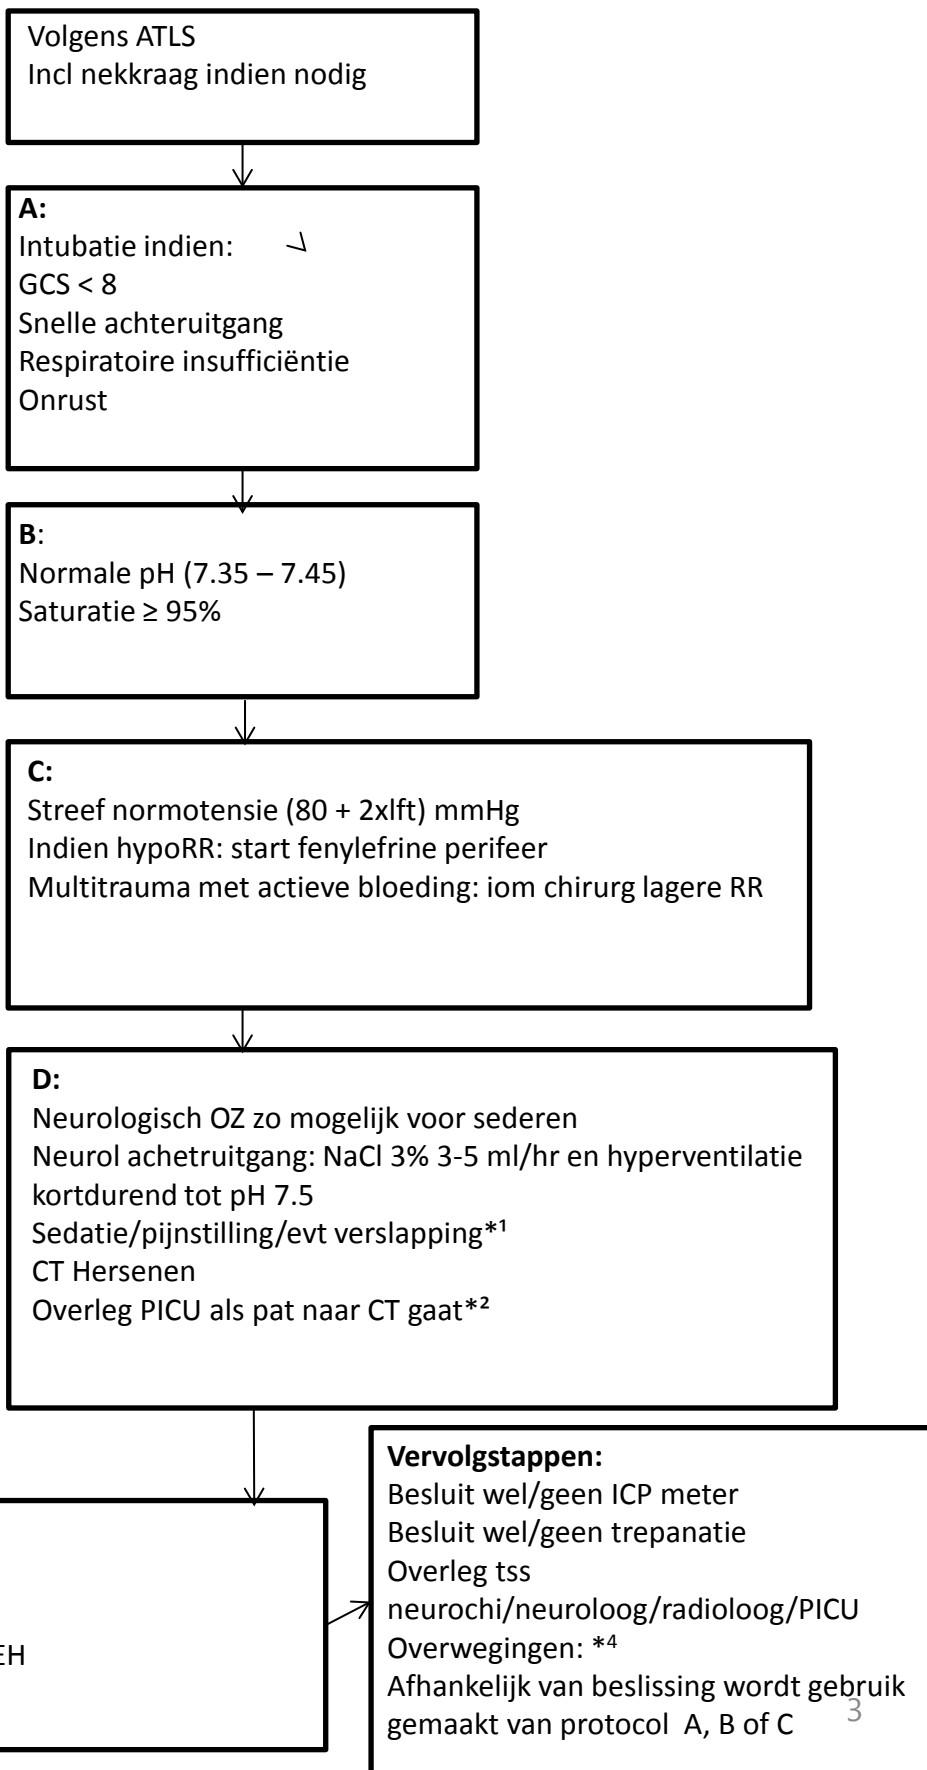 Volgens ATLS
Incl nekkraag indien nodig
A:
Intubatie indien:
GCS < 8
Snelle achteruitgang
Respiratoire insufficiëntie
Onrust
B:
Normale pH (7.35 – 7.45)
Saturatie ≥ 95%
C:
Streef normotensie (80 + 2xlft) mmHg
Indien hypoRR: start fenylefrine perifeer
Multitrauma met actieve bloeding: iom chirurg lagere RR
D:
Neurologisch OZ zo mogelijk voor sederen
Neurol achetruitgang: NaCl 3% 3-5 ml/hr en hyperventilatie
kortdurend tot pH 7.5
Sedatie/pijnstilling/evt verslapping*¹
CT Hersenen
Overleg PICU als pat naar CT gaat*²
EH
Vervolgstappen:
Besluit wel/geen ICP meter
Besluit wel/geen trepanatie
Overleg tss
neurochi/neuroloog/radioloog/PICU
Overwegingen: *⁴
Afhankelijk van beslissing wordt gebruik
gemaakt van protocol A, B of C
3